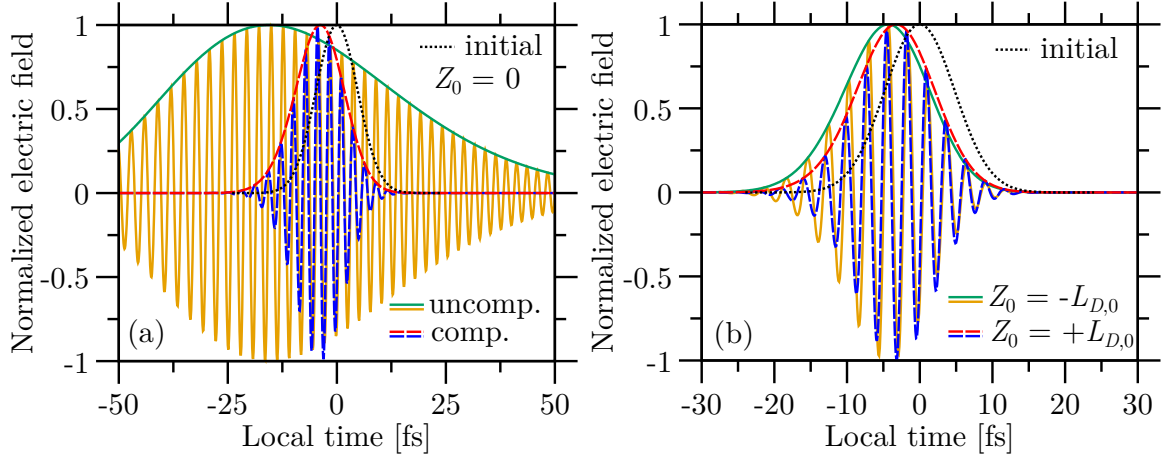 Normalized electric field
1
0.5
0
-0.5
-1
initial
Z₀ = 0
uncomp.
comp.
(a)
-50
-25
0
25
50
Local time [fs]
Normalized electric field
1
0.5
0
-0.5
-1
initial
Z₀ = -L_{D,0}
Z₀ = +L_{D,0}
(b)
-30
-20
-10
0
10
20
30
Local time [fs]